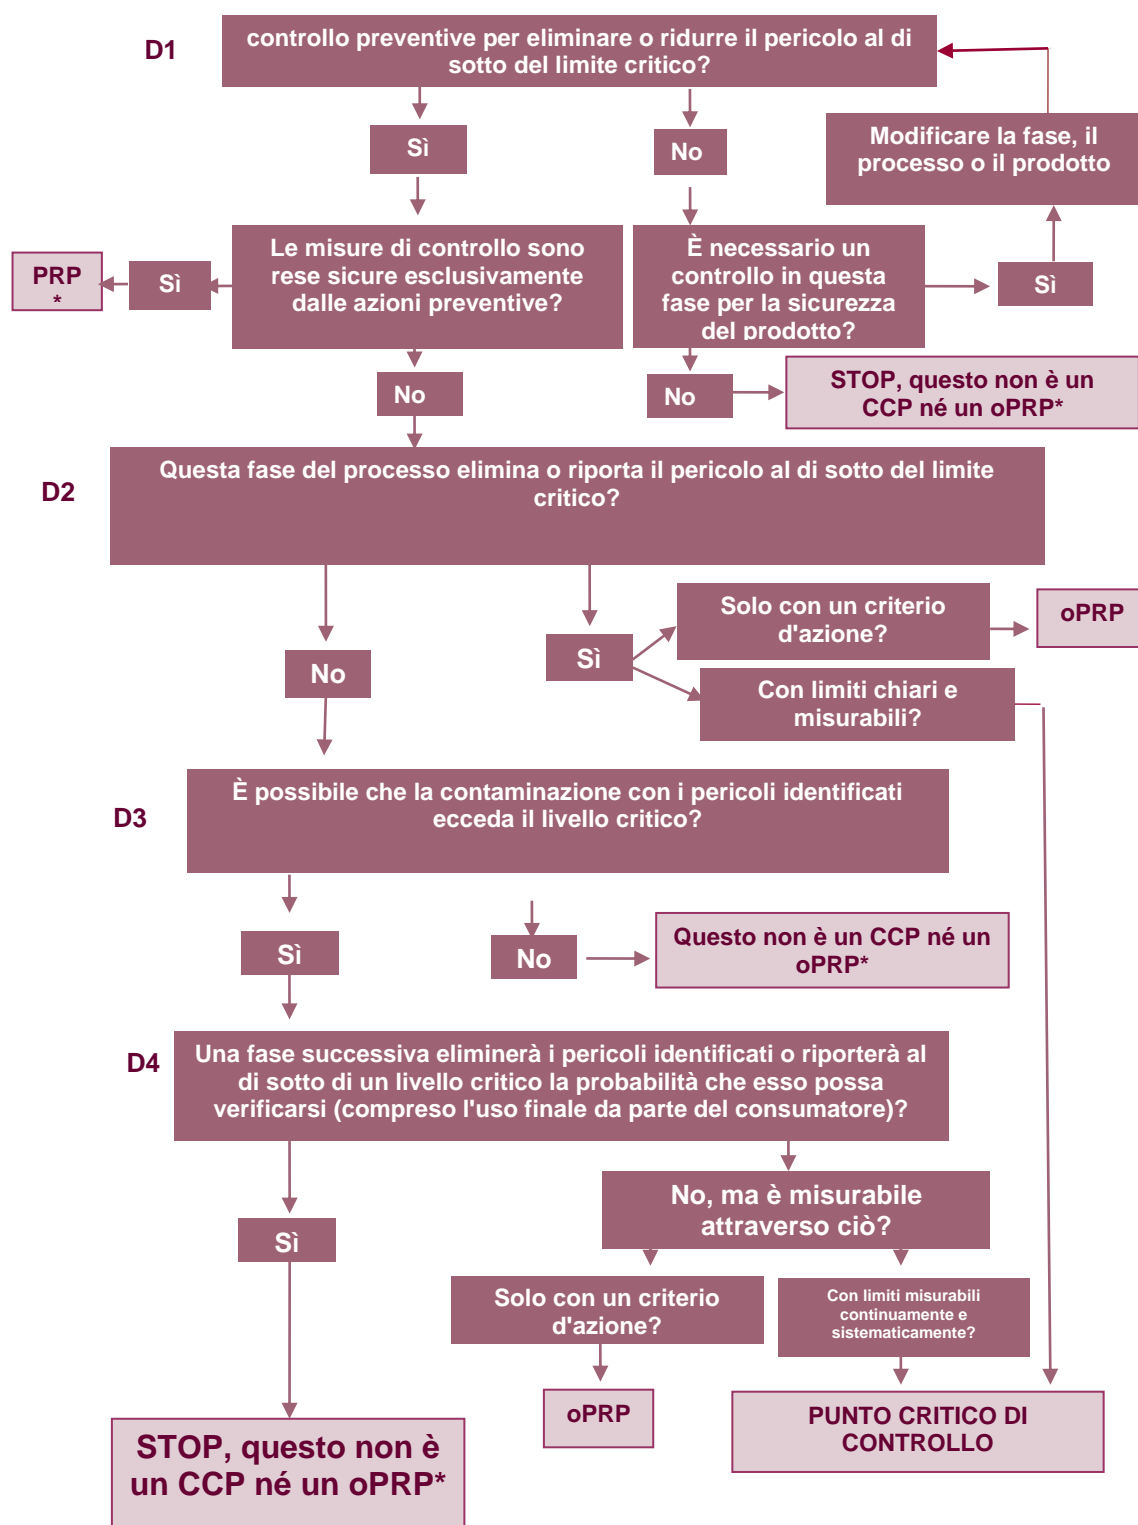 D1
controllo preventive per eliminare o ridurre il pericolo al di
sotto del limite critico?
Sì
No
Modificare la fase, il
processo o il prodotto
PRP
*
Sì
Le misure di controllo sono
rese sicure esclusivamente
dalle azioni preventive?
È necessario un
controllo in questa
fase per la sicurezza
del prodotto?
Sì
No
No
STOP, questo non è un
CCP né un oPRP*
D2
Questa fase del processo elimina o riporta il pericolo al di sotto del limite
critico?
No
Sì
Solo con un criterio
d'azione?
oPRP
Con limiti chiari e
misurabili?
D3
È possibile che la contaminazione con i pericoli identificati
ecceda il livello critico?
Sì
No
Questo non è un CCP né un
oPRP*
D4
Una fase successiva eliminerà i pericoli identificati o riporterà al
di sotto di un livello critico la probabilità che esso possa
verificarsi (compreso l'uso finale da parte del consumatore)?
Sì
No, ma è misurabile
attraverso ciò?
Solo con un criterio
d'azione?
Con limiti misurabili
continuamente e
sistematicamente?
oPRP
PUNTO CRITICO DI
CONTROLLO
STOP, questo non è
un CCP né un oPRP*